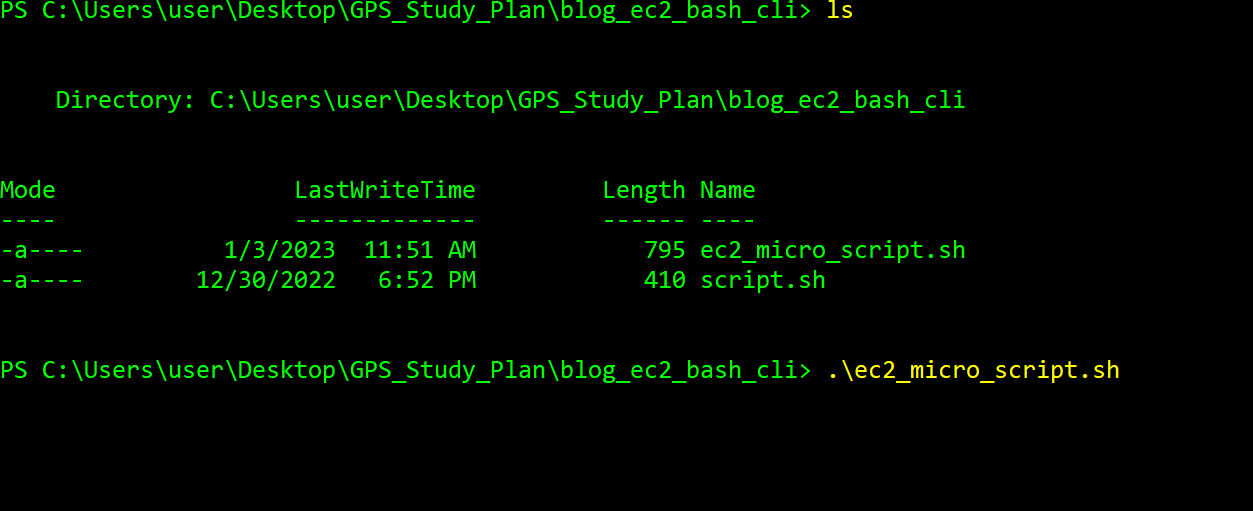 PS C:\Users\user\Desktop\GPS_Study_Plan\blog_ec2_bash_cli> ls
    Directory: C:\Users\user\Desktop\GPS_Study_Plan\blog_ec2_bash_cli
Mode                 LastWriteTime         Length Name
----                 -------------         ------ ----
-a----          1/3/2023  11:51 AM            795 ec2_micro_script.sh
-a----        12/30/2022   6:52 PM            410 script.sh
PS C:\Users\user\Desktop\GPS_Study_Plan\blog_ec2_bash_cli> .\ec2_micro_script.sh